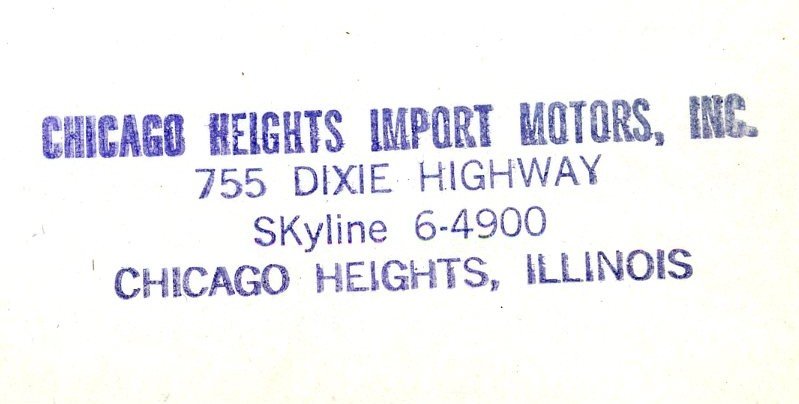 CHICAGO HEIGHTS IMPORT MOTORS, INC.
755 DIXIE HIGHWAY
SKyline 6-4900
CHICAGO HEIGHTS, ILLINOIS